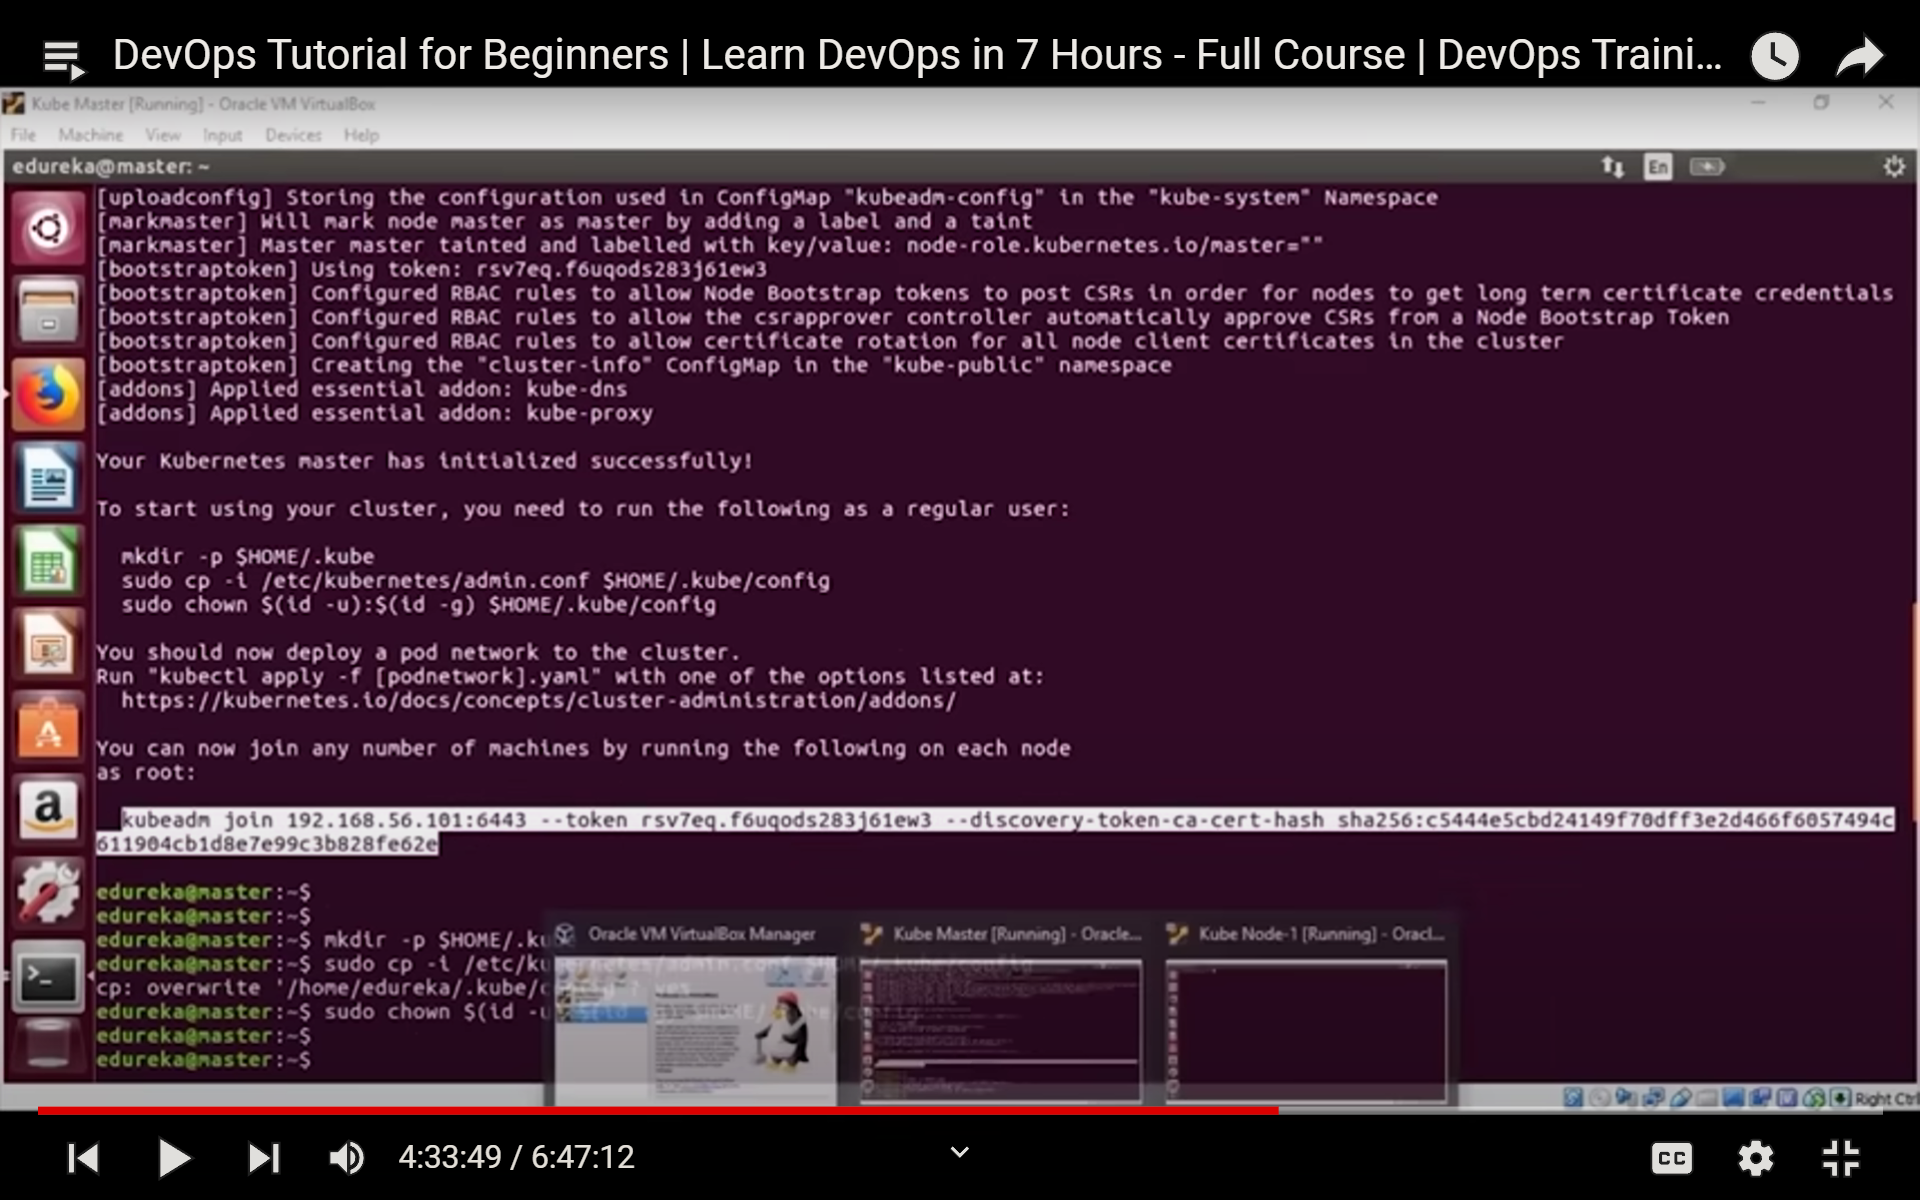 DevOps Tutorial for Beginners | Learn DevOps in 7 Hours - Full Course | DevOps Traini...
Kube Master [Running] - Oracle VM VirtualBox
File Machine View Input Devices Help
edureka@master: ~
En
[uploadconfig] Storing the configuration used in ConfigMap "kubeadm-config" in the "kube-system" Namespace
[markmaster] Will mark node master as master by adding a label and a taint
[markmaster] Master master tainted and labelled with key/value: node-role.kubernetes.io/master=""
[bootstraptoken] Using token: rsv7eq.f6uqods283j61ew3
[bootstraptoken] Configured RBAC rules to allow Node Bootstrap tokens to post CSRs in order for nodes to get long term certificate credentials
[bootstraptoken] Configured RBAC rules to allow the csrapprover controller automatically approve CSRs from a Node Bootstrap Token
[bootstraptoken] Configured RBAC rules to allow certificate rotation for all node client certificates in the cluster
[bootstraptoken] Creating the "cluster-info" ConfigMap in the "kube-public" namespace
[addons] Applied essential addon: kube-dns
[addons] Applied essential addon: kube-proxy
Your Kubernetes master has initialized successfully!
To start using your cluster, you need to run the following as a regular user:
mkdir -p $HOME/.kube
sudo cp -i /etc/kubernetes/admin.conf $HOME/.kube/config
sudo chown $(id -u):$(id -g) $HOME/.kube/config
You should now deploy a pod network to the cluster.
Run "kubectl apply -f [podnetwork].yaml" with one of the options listed at:
https://kubernetes.io/docs/concepts/cluster-administration/addons/
You can now join any number of machines by running the following on each node
as root:
kubeadm join 192.168.56.101:6443 --token rsv7eq.f6uqods283j61ew3 --discovery-token-ca-cert-hash sha256:c5444e5cbd24149f70dff3e2d466f6057494c
611904cb1d8e7e99c3b828fe62e
edureka@master:~$
edureka@master:~$
edureka@master:~$ mkdir -p $HOME/.ku
edureka@master:~$ sudo cp -i /etc/kubernetes/admin.conf $HOME/.kube/config
cp: overwrite '/home/edureka/.kube/config'? yes
edureka@master:~$ sudo chown $(id -u):$(id -g) $HOME/.kube/config
edureka@master:~$
edureka@master:~$
Oracle VM VirtualBox Manager
Kube Master [Running] - Oracle...
Kube Node-1 [Running] - Oracl...
Right Ctrl
4:33:49 / 6:47:12
CC